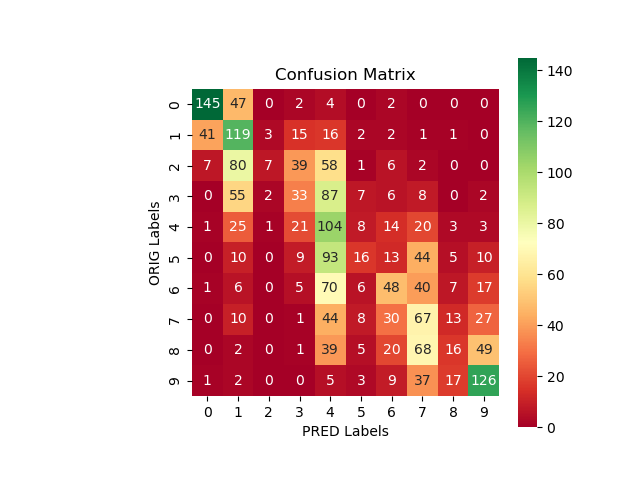 Confusion Matrix
140
120
100
80
60
40
20
0
ORIG Labels
0 145 47 0 2 4 0 2 0 0 0
1 41 119 3 15 16 2 2 1 1 0
2 7 80 7 39 58 1 6 2 0 0
3 0 55 2 33 87 7 6 8 0 2
4 1 25 1 21 104 8 14 20 3 3
5 0 10 0 9 93 16 13 44 5 10
6 1 6 0 5 70 6 48 40 7 17
7 0 10 0 1 44 8 30 67 13 27
8 0 2 0 1 39 5 20 68 16 49
9 1 2 0 0 5 3 9 37 17 126
0 1 2 3 4 5 6 7 8 9
PRED Labels